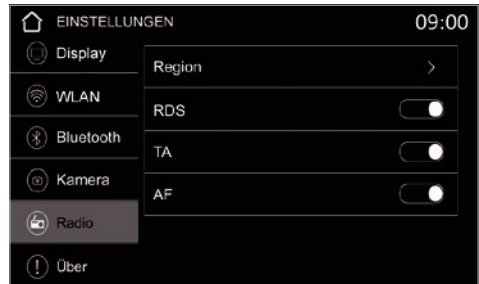 EINSTELLUNGEN 09:00
Display
WLAN
Bluetooth
Kamera
Radio
Über
Region >
RDS
TA
AF